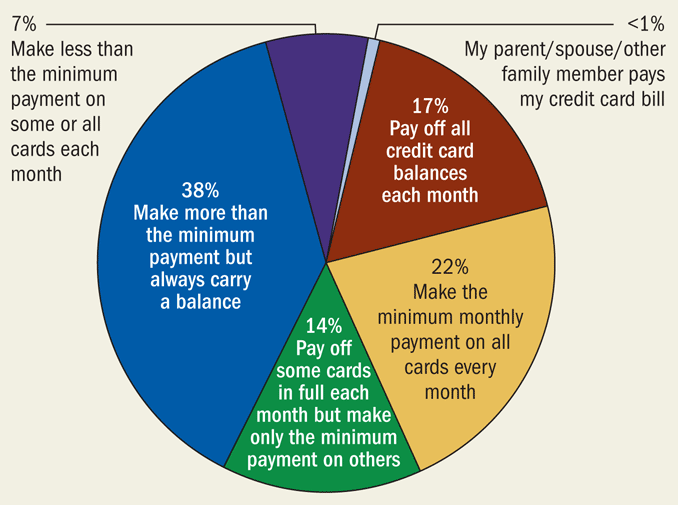 7%
Make less than
the minimum
payment on
some or all
cards each
month
<1%
My parent/spouse/other
family member pays
my credit card bill
17%
Pay off all
credit card
balances
each month
38%
Make more than
the minimum
payment but
always carry
a balance
22%
Make the
minimum monthly
payment on all
cards every
month
14%
Pay off
some cards
in full each
month but make
only the minimum
payment on others